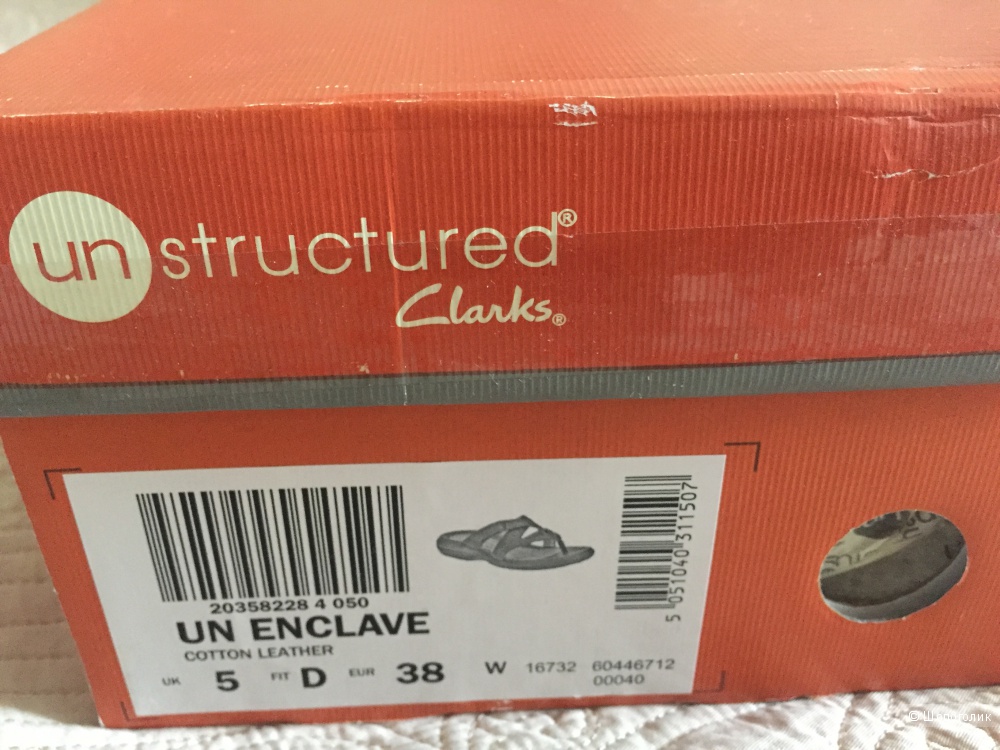 unstructured®
Clarks®
20358228 4 050
UN ENCLAVE
COTTON LEATHER
UK 5 FIT D EUR 38 W 16732 60446712
00040
5 051040 311507